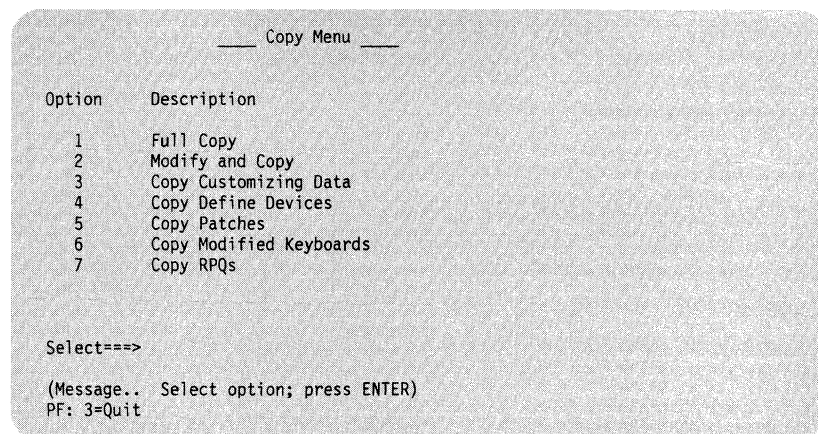 ____ Copy Menu ____
Option Description
1 Full Copy
2 Modify and Copy
3 Copy Customizing Data
4 Copy Define Devices
5 Copy Patches
6 Copy Modified Keyboards
7 Copy RPQs
Select===>
(Message.. Select option; press ENTER)
PF: 3=Quit